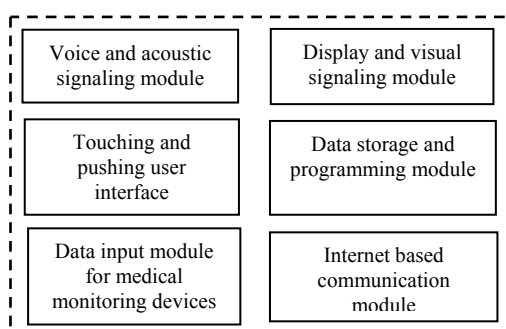 Voice and acoustic
signaling module
Display and visual
signaling module
Touching and
pushing user
interface
Data storage and
programming module
Data input module
for medical
monitoring devices
Internet based
communication
module